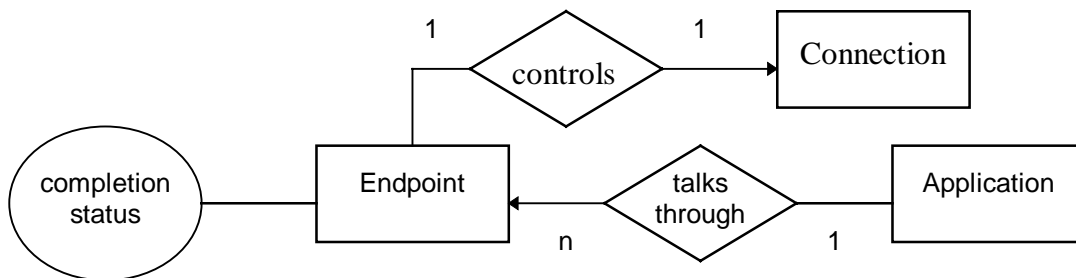 1
1
controls
Connection
completion
status
Endpoint
talks
through
Application
n
1